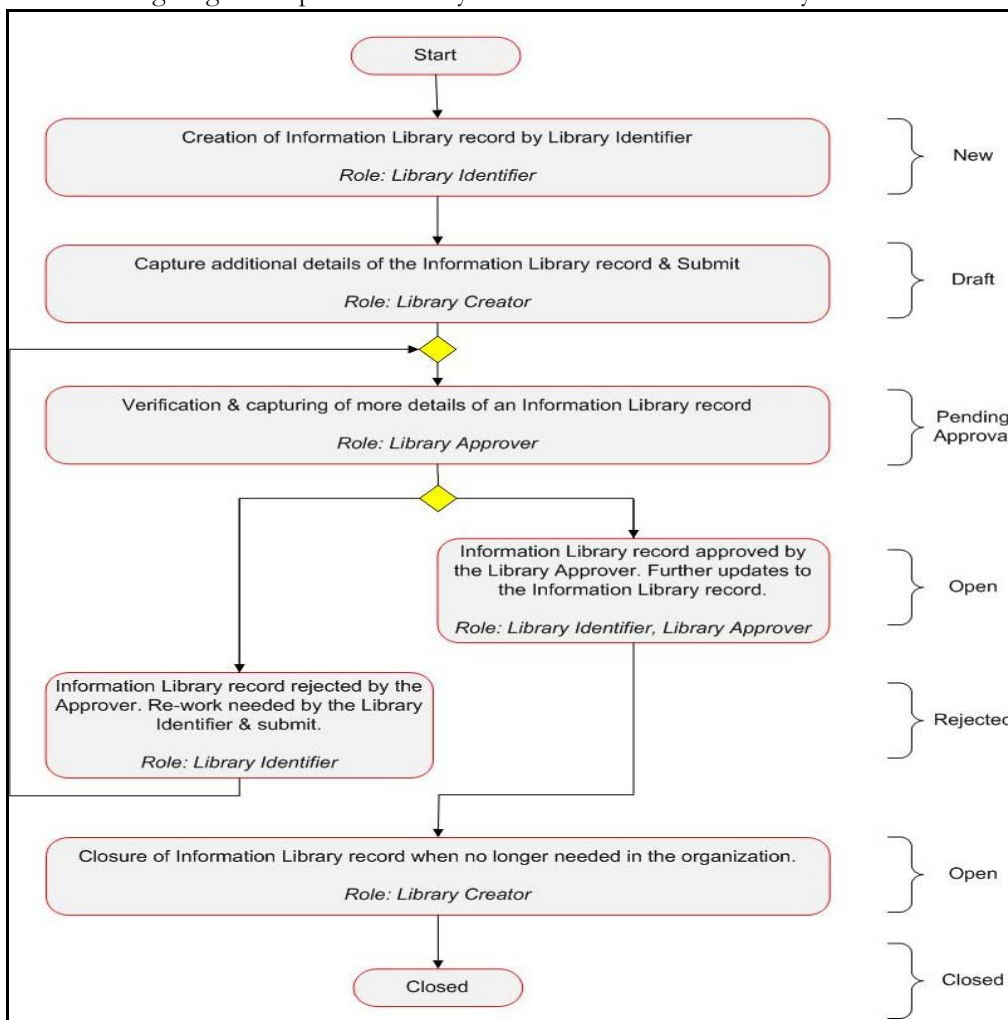 Start
Creation of Information Library record by Library Identifier
Role: Library Identifier
New
Capture additional details of the Information Library record & Submit
Role: Library Creator
Draft
Verification & capturing of more details of an Information Library record
Role: Library Approver
Pending
Approva
Information Library record approved by
the Library Approver. Further updates to
the Information Library record.
Role: Library Identifier, Library Approver
Open
Information Library record rejected by the
Approver. Re-work needed by the Library
Identifier & submit.
Role: Library Identifier
Rejected
Closure of Information Library record when no longer needed in the organization.
Role: Library Creator
Open
Closed
Closed